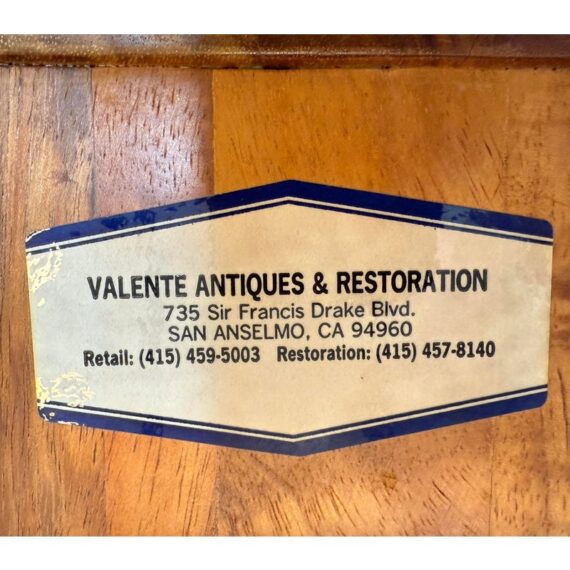 VALENTE ANTIQUES & RESTORATION
735 Sir Francis Drake Blvd.
SAN ANSELMO, CA 94960
Retail: (415) 459-5003 Restoration: (415) 457-8140